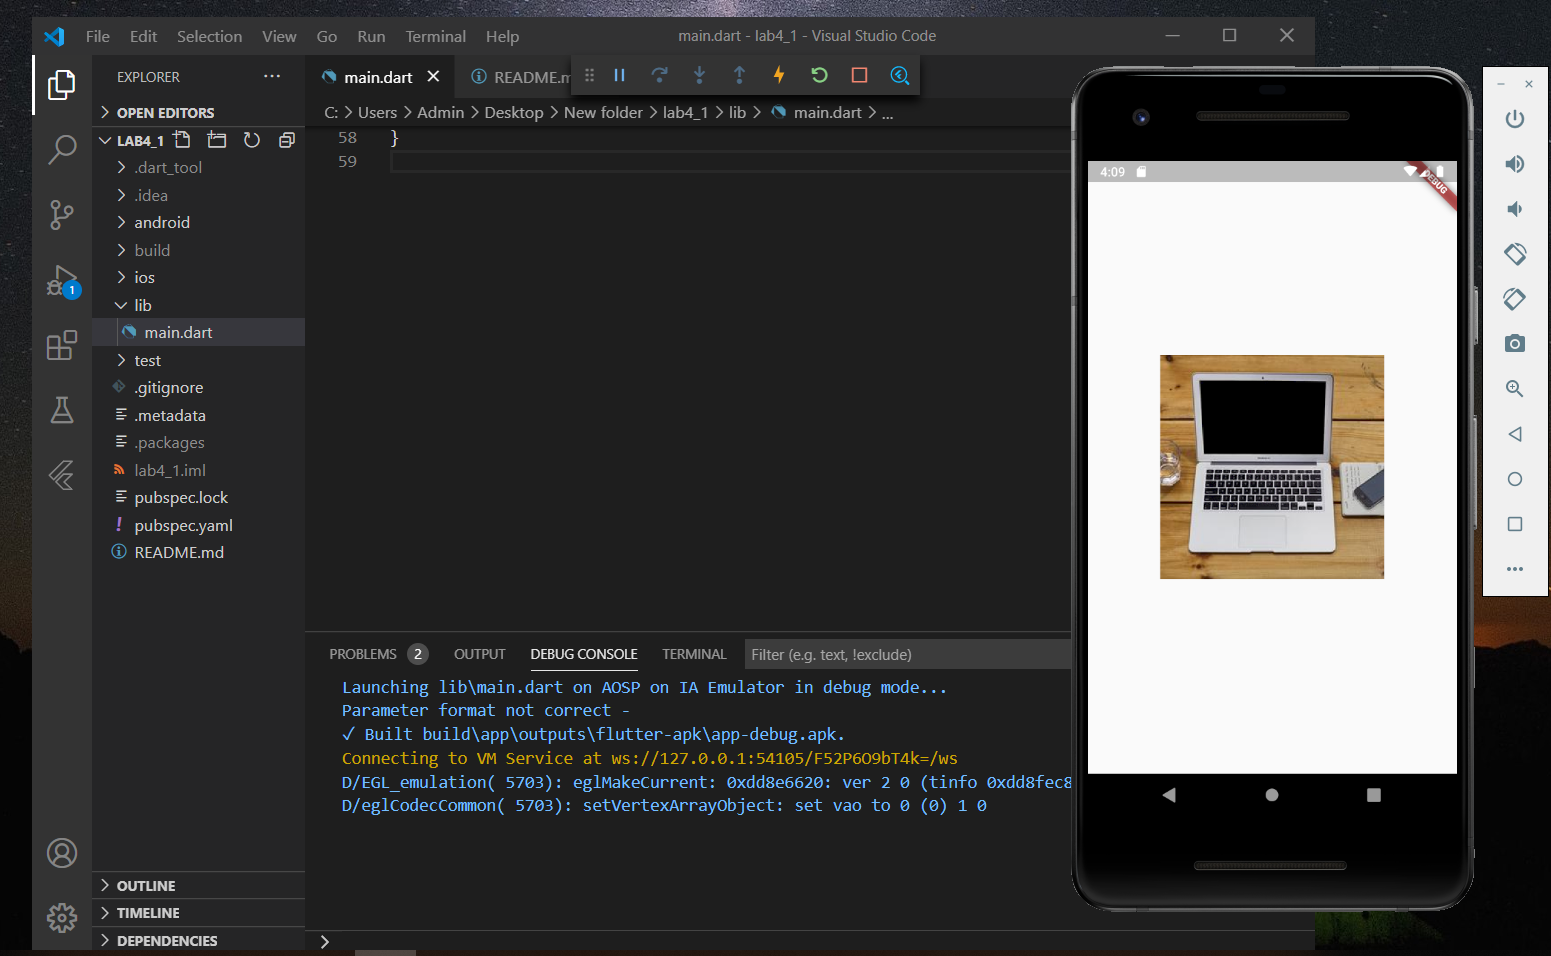 File Edit Selection View Go Run Terminal Help
main.dart - lab4_1 - Visual Studio Code
EXPLORER
main.dart
README.m
OPEN EDITORS
C: > Users > Admin > Desktop > New folder > lab4_1 > lib > main.dart > ...
LAB4_1
58 }
59
.dart_tool
.idea
android
build
ios
lib
main.dart
test
.gitignore
.metadata
.packages
lab4_1.iml
pubspec.lock
pubspec.yaml
README.md
1
4:09
DEBUG
PROBLEMS 2 OUTPUT DEBUG CONSOLE TERMINAL
Filter (e.g. text, !exclude)
Launching lib\main.dart on AOSP on IA Emulator in debug mode...
Parameter format not correct -
✓ Built build\app\outputs\flutter-apk\app-debug.apk.
Connecting to VM Service at ws://127.0.0.1:54105/F52P6O9bT4k=/ws
D/EGL_emulation( 5703): eglMakeCurrent: 0xdd8e6620: ver 2 0 (tinfo 0xdd8fec8
D/eglCodecCommon( 5703): setVertexArrayObject: set vao to 0 (0) 1 0
OUTLINE
TIMELINE
DEPENDENCIES